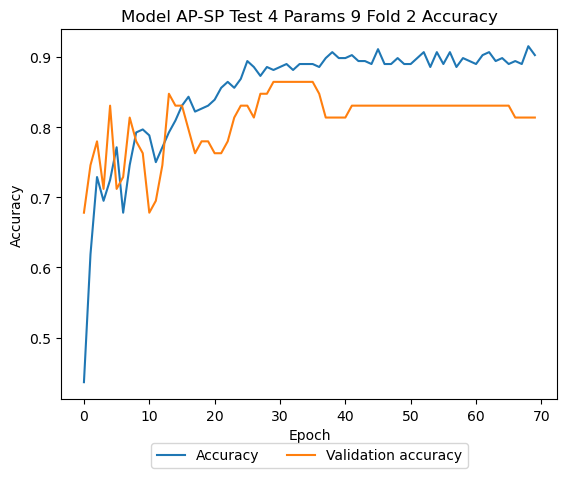 Model AP-SP Test 4 Params 9 Fold 2 Accuracy
Accuracy
0.9
0.8
0.7
0.6
0.5
0 10 20 30 40 50 60 70
Epoch
Accuracy Validation accuracy